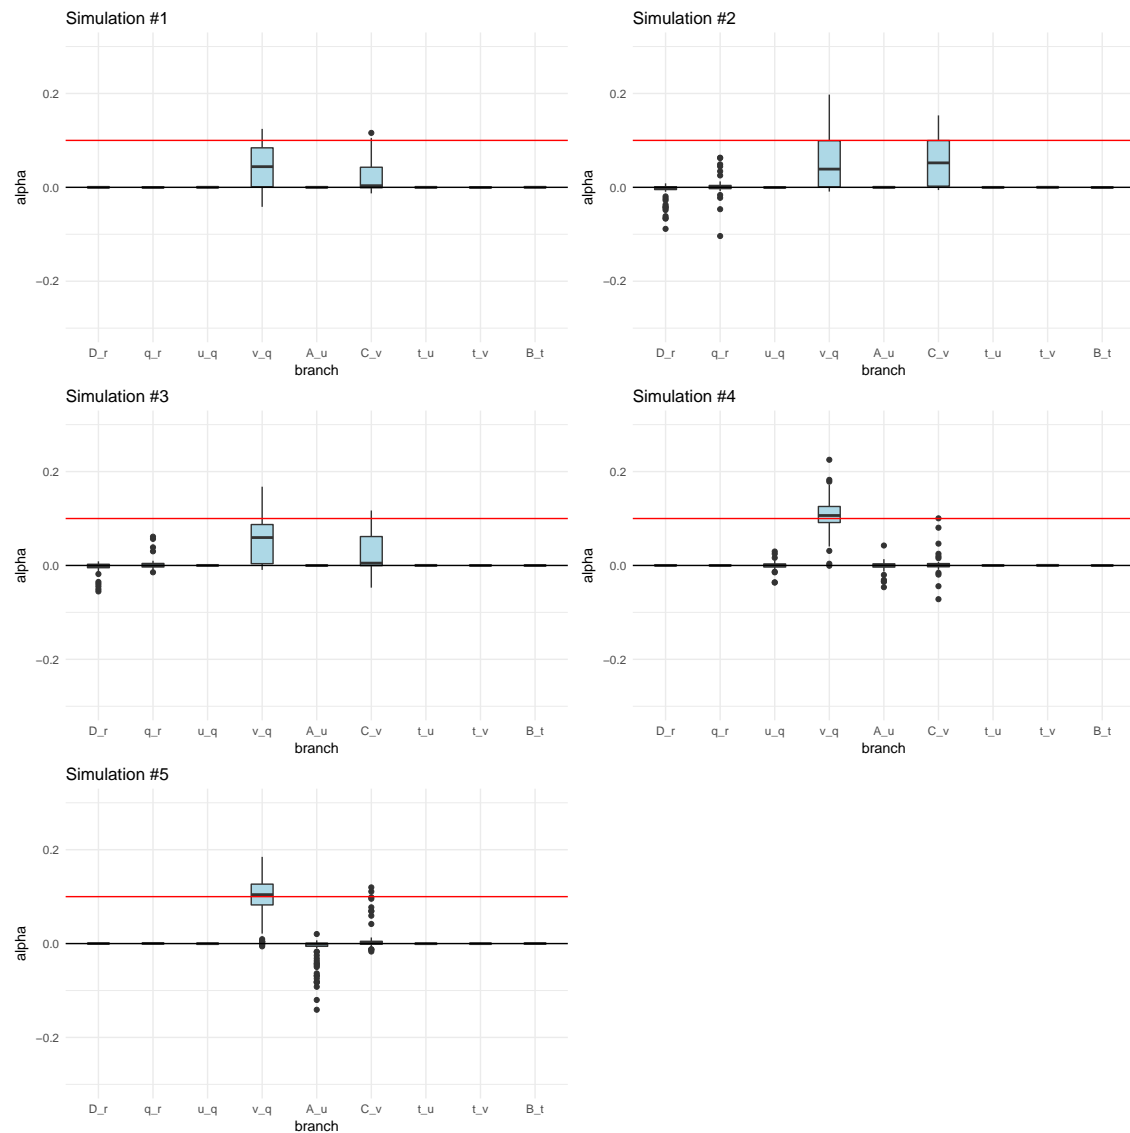 Simulation #1
0.2
0.0
−0.2
alpha
D_r q_r u_q v_q A_u C_v t_u t_v B_t
branch
Simulation #2
0.2
0.0
−0.2
alpha
D_r q_r u_q v_q A_u C_v t_u t_v B_t
branch
Simulation #3
0.2
0.0
−0.2
alpha
D_r q_r u_q v_q A_u C_v t_u t_v B_t
branch
Simulation #4
0.2
0.0
−0.2
alpha
D_r q_r u_q v_q A_u C_v t_u t_v B_t
branch
Simulation #5
0.2
0.0
−0.2
alpha
D_r q_r u_q v_q A_u C_v t_u t_v B_t
branch